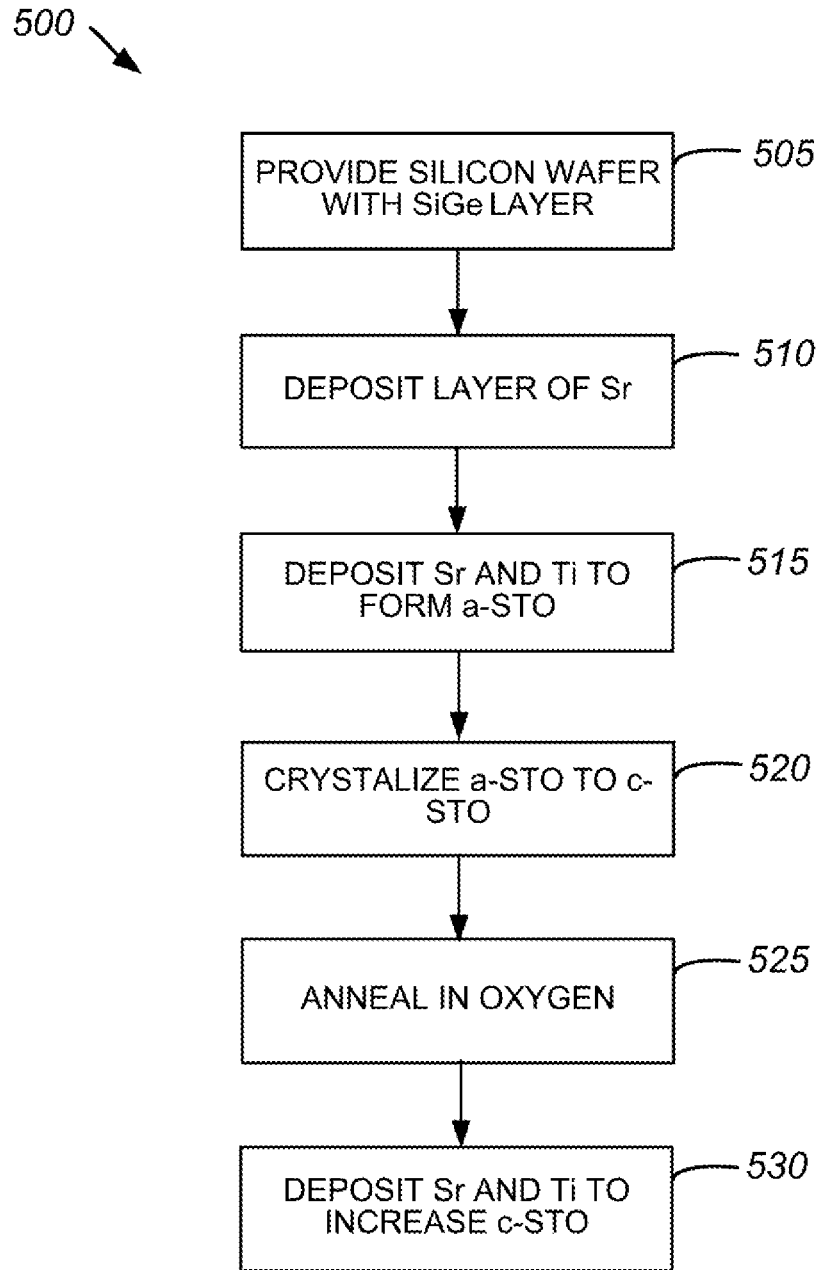 500
PROVIDE SILICON WAFER
WITH SiGe LAYER
505
DEPOSIT LAYER OF Sr
510
DEPOSIT Sr AND Ti TO
FORM a-STO
515
CRYSTALIZE a-STO TO c-
STO
520
ANNEAL IN OXYGEN
525
DEPOSIT Sr AND Ti TO
INCREASE c-STO
530